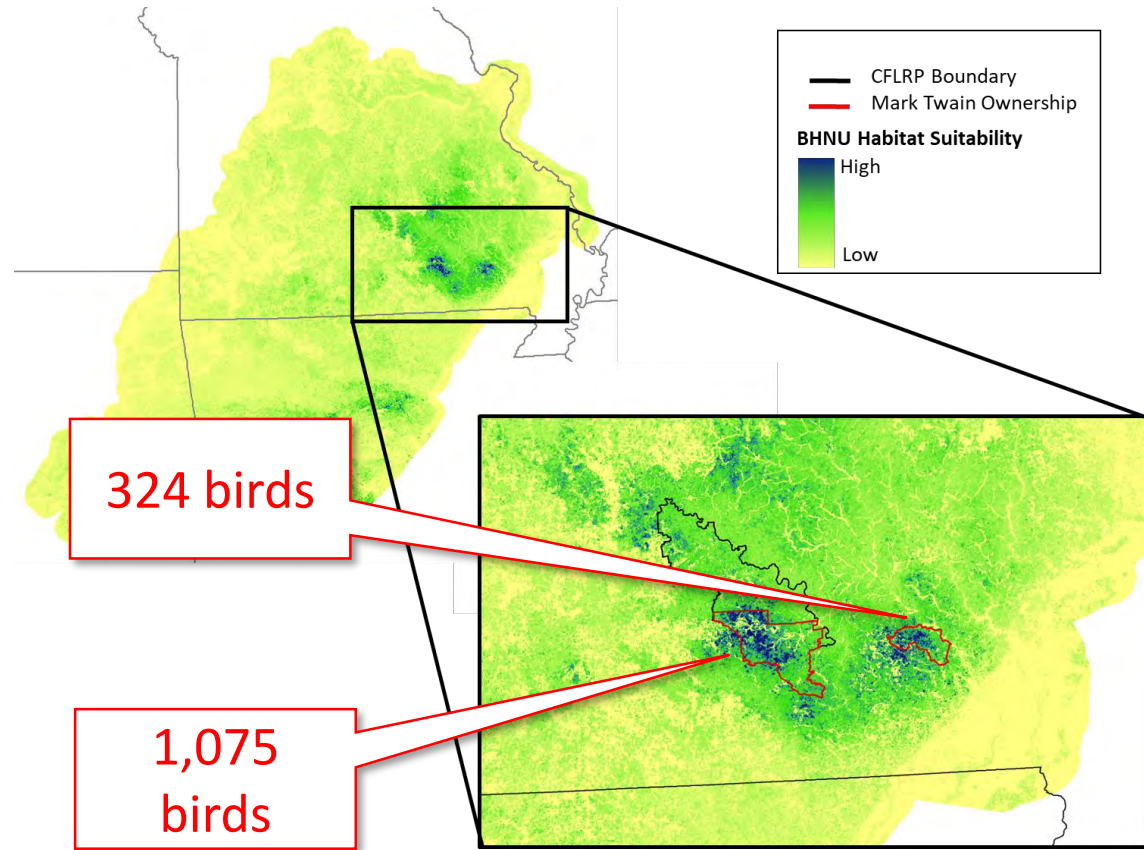 CFLRP Boundary
Mark Twain Ownership
BHNU Habitat Suitability
High
Low
324 birds
1,075
birds